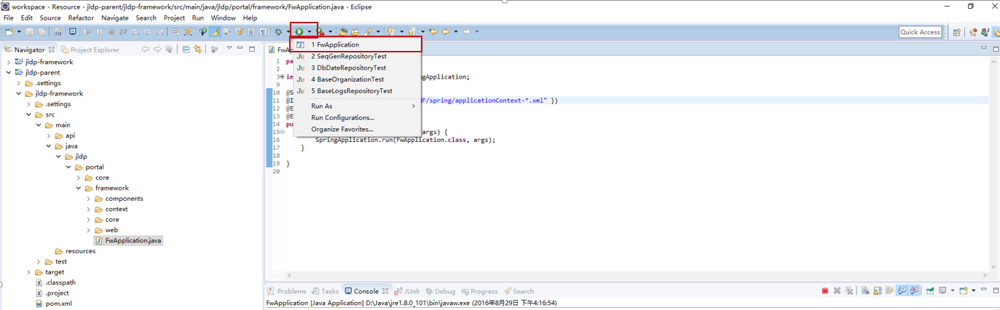 workspace - Resource - jldp-parent/jldp-framework/src/main/java/jldp/portal/framework/FwApplication.java - Eclipse
File Edit Source Refactor Navigate Search Project Run Window Help
Quick Access
Navigator Project Explorer
jldp-framework
jldp-parent
.settings
jldp-framework
.settings
src
main
api
java
jldp
portal
core
framework
components
context
core
web
FwApplication.java
resources
test
target
.classpath
.project
pom.xml
1 FwApplication
2 SeqGenRepositoryTest
3 DbDateRepositoryTest
4 BaseOrganizationTest
5 BaseLogsRepositoryTest
Run As
Run Configurations...
Organize Favorites...
FwA
1 pa
2
3 im ngApplication;
10 @S
11 @I F/spring/applicationContext-*.xml" })
12 @E
13 @E
14 pu
15 args) {
16 SpringApplication.run(FwApplication.class, args);
17 }
18
19 }
20
Problems Tasks Console JUnit Debug Progress Search
FwApplication [Java Application] D:\Java\jre1.8.0_101\bin\javaw.exe (2016年8月29日 下午4:16:54)